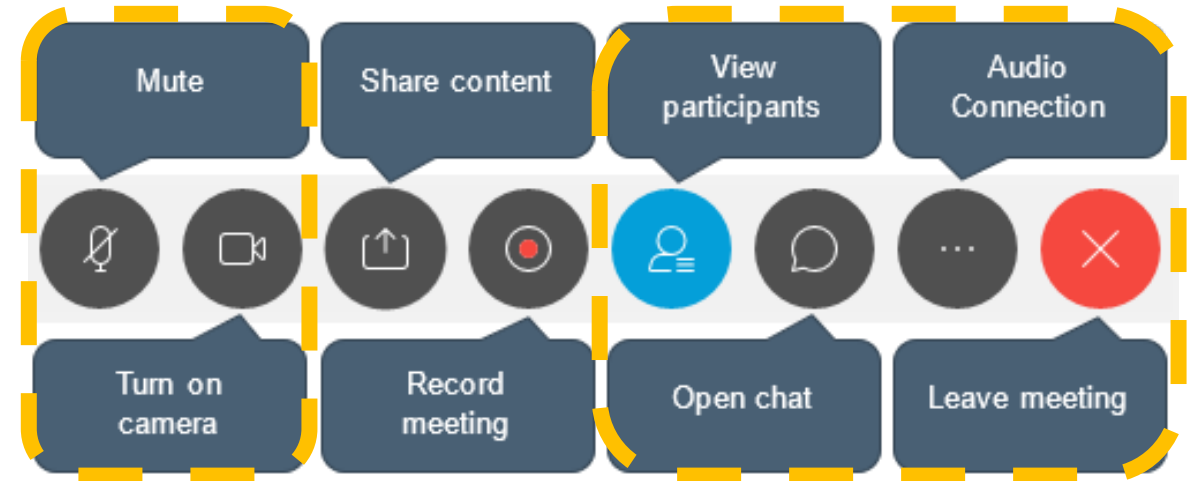 Mute
Share content
View
participants
Audio
Connection
Turn on
camera
Record
meeting
Open chat
Leave meeting